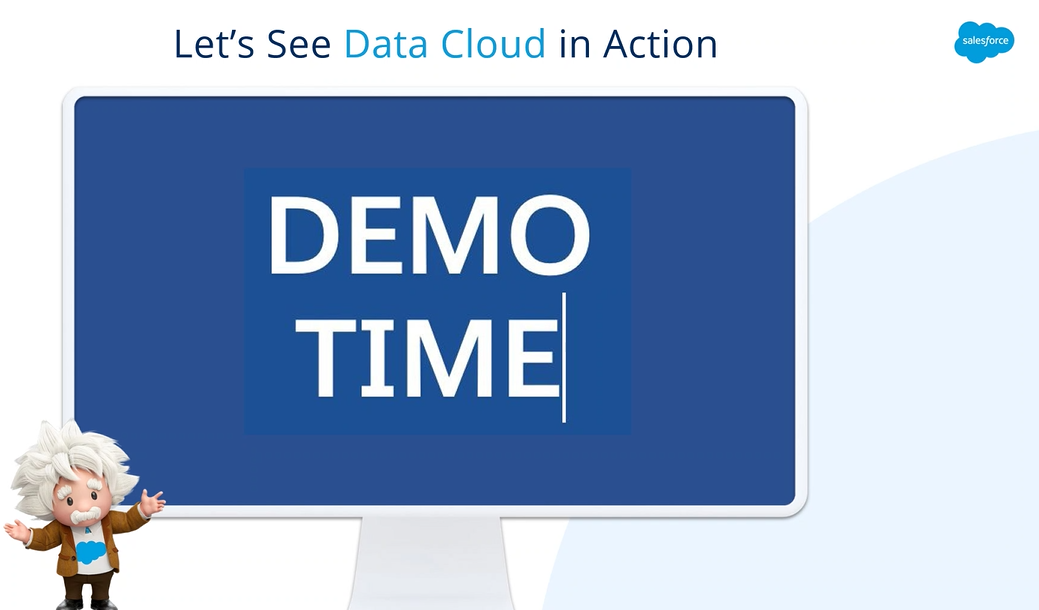 Let’s See Data Cloud in Action
salesforce
DEMO
TIME